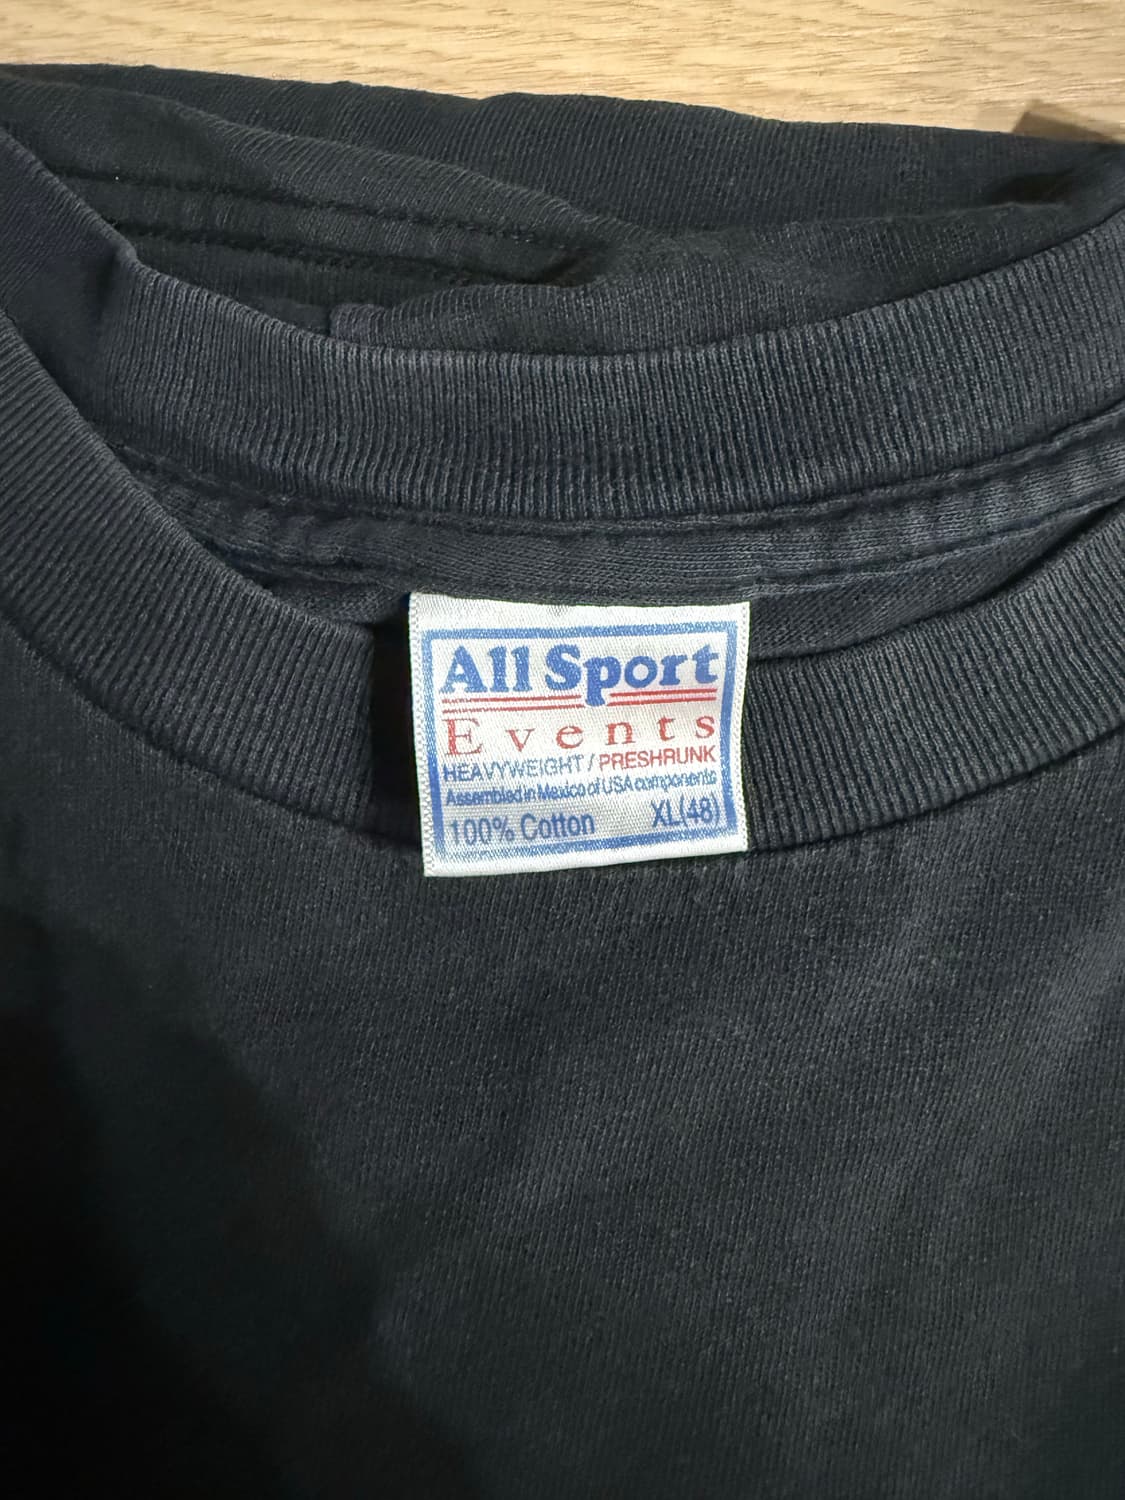 All Sport
Events
HEAVYWEIGHT / PRESHRUNK
Assembled in Mexico of USA components
100% Cotton XL(48)